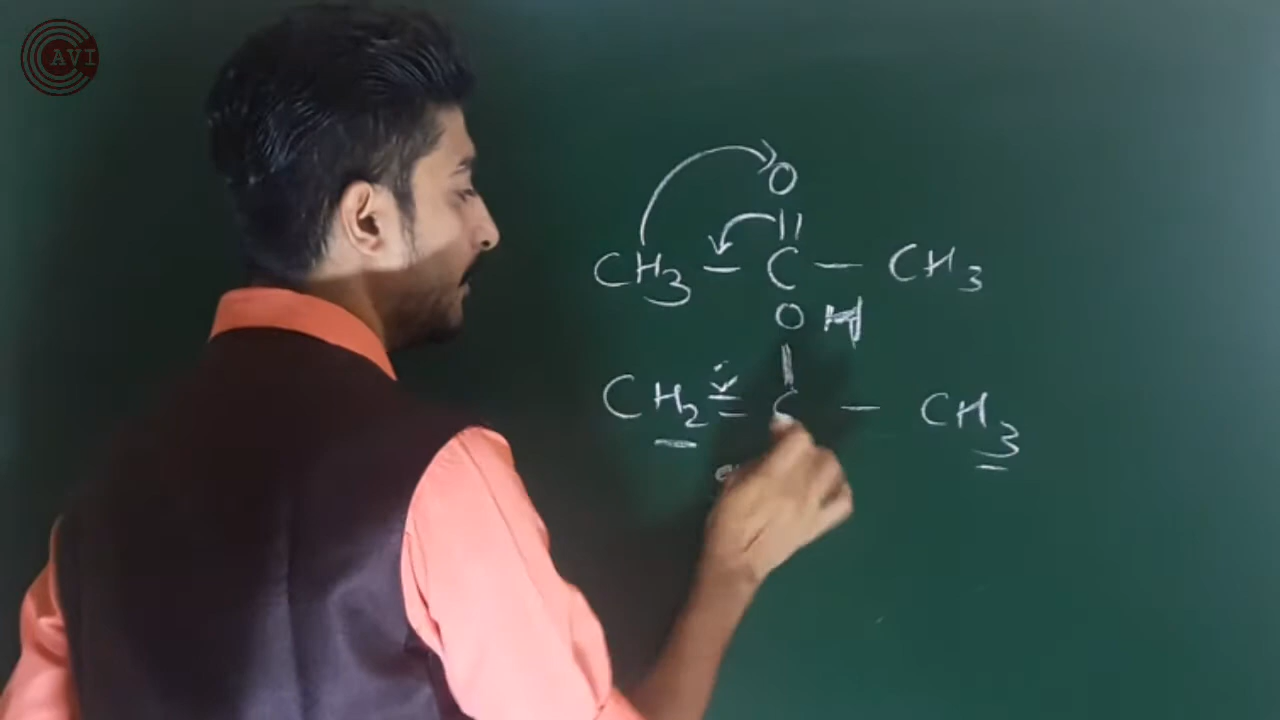 AVI
O
||
CH3 — C — CH3
OH
|
CH2 = C — CH3